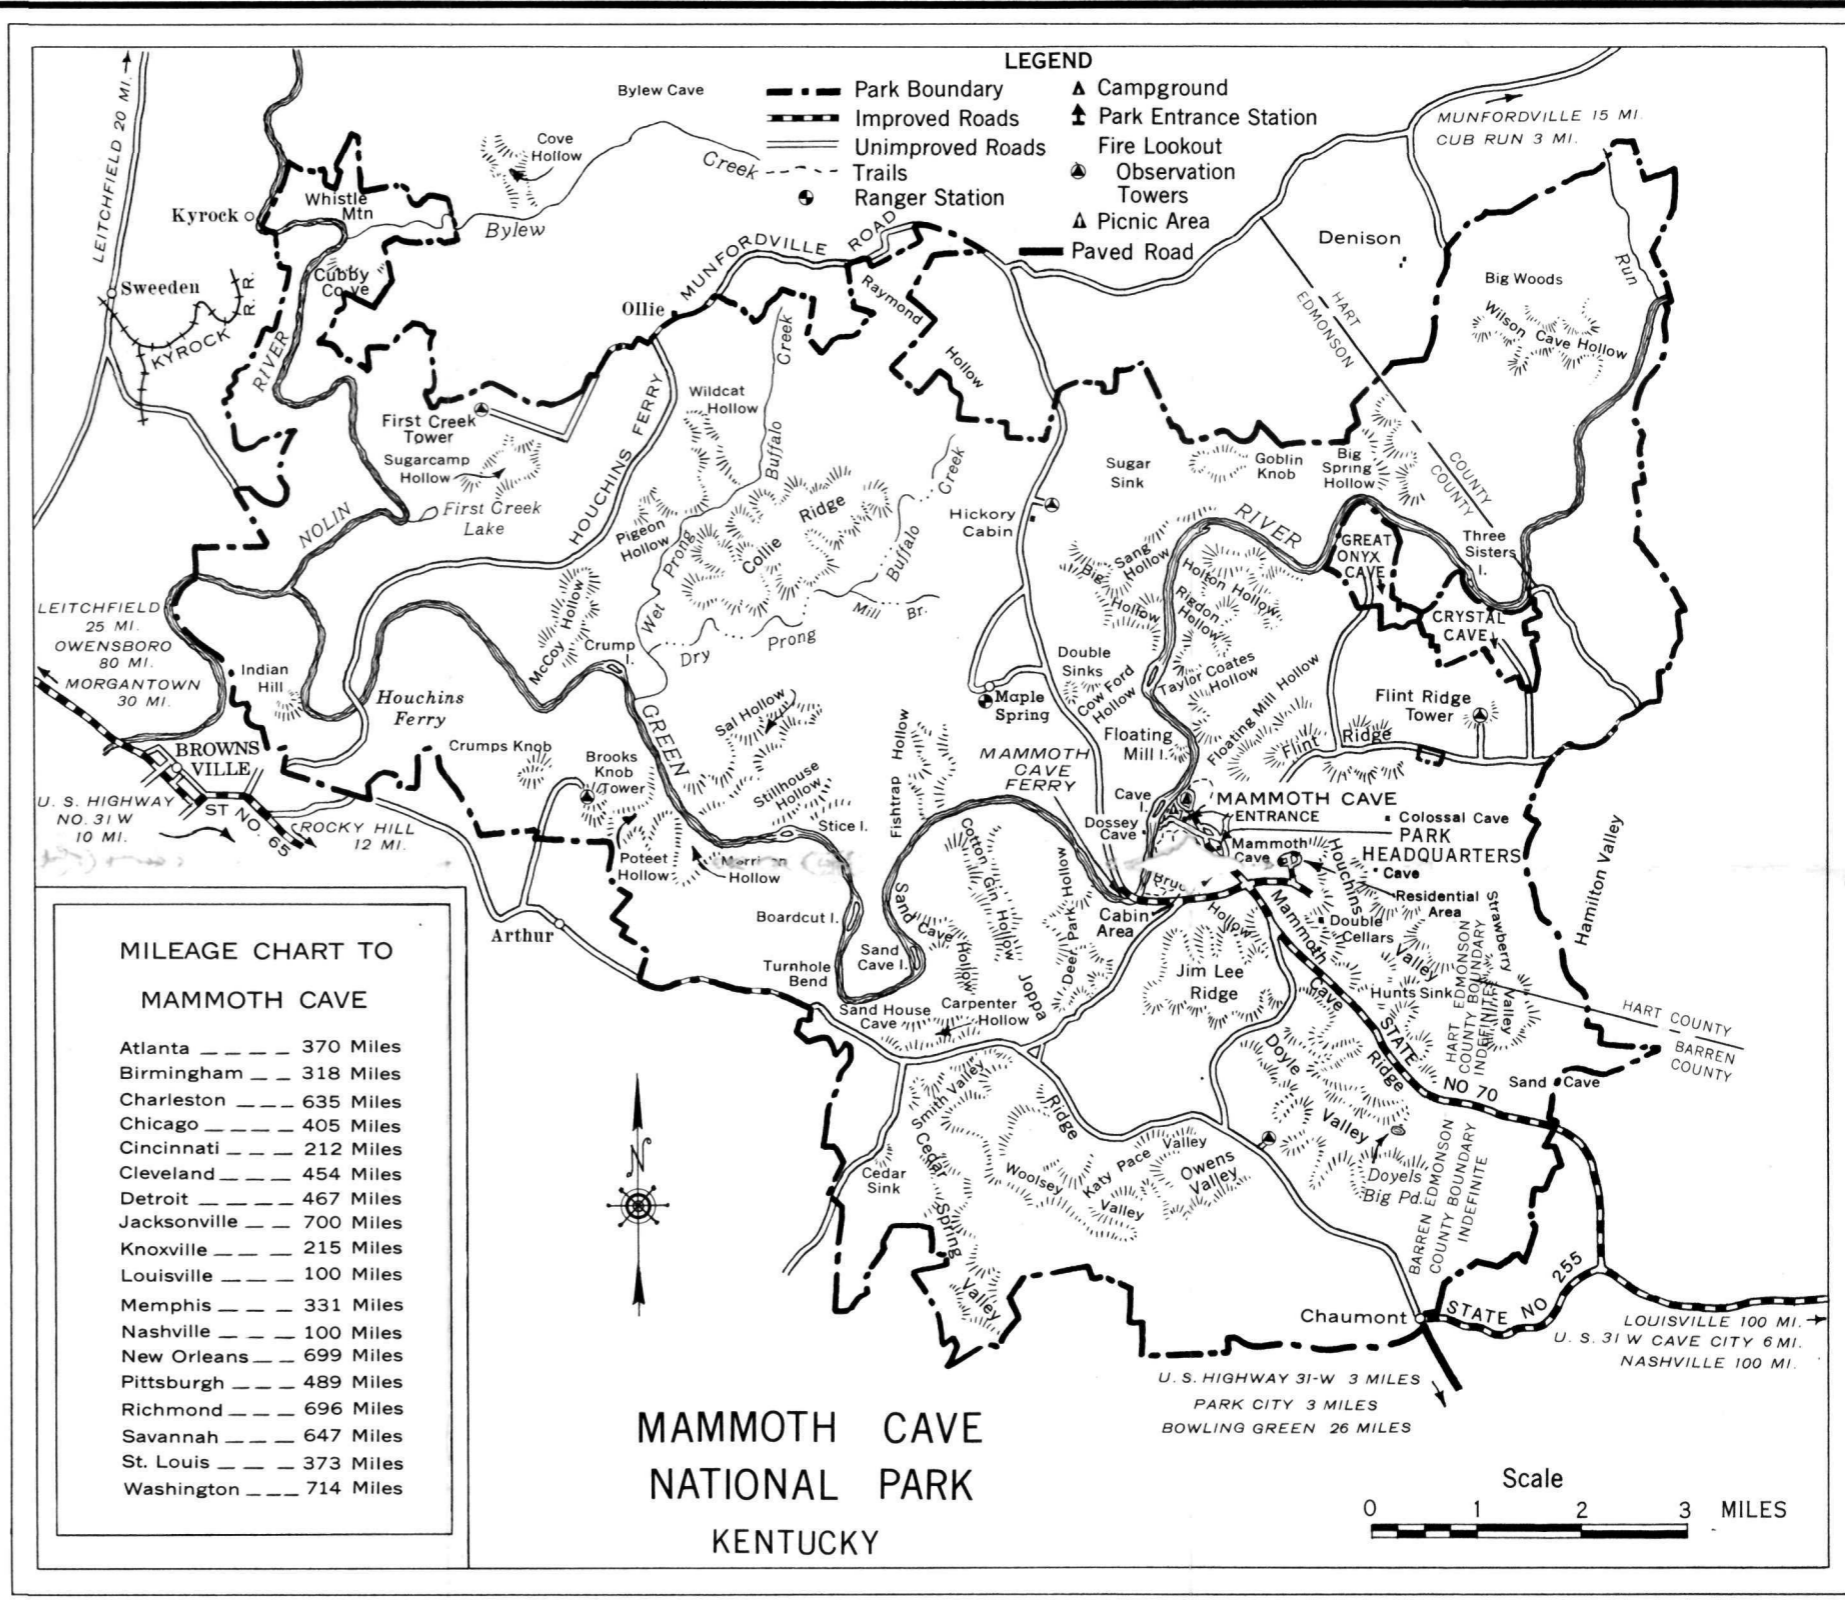 LEGEND
Park Boundary
Improved Roads
Unimproved Roads
Trails
Ranger Station
Campground
Park Entrance Station
Fire Lookout
Observation
Towers
Picnic Area
Paved Road
LEITCHFIELD 20 MI.
Bylew Cave
Cove
Hollow
Creek
Bylew
MUNFORDVILLE 15 MI.
CUB RUN 3 MI.
Kyrock
Whistle
Mtn
Cubby
Cove
Sweeden
KYROCK R. R.
RIVER
NOLIN
Ollie
MUNFORDVILLE ROAD
Raymond
Hollow
Denison
HART
EDMONSON
COUNTY
COUNTY
Big Woods
Run
Wilson Cave Hollow
First Creek
Tower
Sugarcamp
Hollow
First Creek
Lake
HOUCHINS FERRY
Wildcat
Hollow
Buffalo
Creek
Pigeon
Hollow
Wet Prong
Collie
Ridge
Buffalo
Creek
Mill Br.
Dry Prong
Hickory
Cabin
Sugar
Sink
Goblin
Knob
Big
Spring
Hollow
RIVER
GREAT
ONYX
CAVE
Three
Sisters
I.
CRYSTAL
CAVE
Big
Hollow
Sang
Hollow
Holton Hollow
Rigdon
Hollow
Taylor Coates
Hollow
Double
Sinks
Cow Ford
Hollow
Floating
Mill I.
Floating Mill Hollow
Flint Ridge
Flint Ridge
Tower
Maple
Spring
LEITCHFIELD
25 MI.
OWENSBORO
80 MI.
MORGANTOWN
30 MI.
Indian
Hill
Houchins
Ferry
McCoy Hollow
Crump
I.
GREEN
Sal Hollow
Stillhouse
Hollow
Stice I.
Fishtrap Hollow
MAMMOTH
CAVE
FERRY
Crumps Knob
Brooks
Knob
Tower
BROWNS
VILLE
U. S. HIGHWAY
NO. 31 W
10 MI.
ST NO. 65
ROCKY HILL
12 MI.
Poteet
Hollow
Hollow
Cave
I.
Dossey
Cave
MAMMOTH CAVE
ENTRANCE
Colossal Cave
PARK
HEADQUARTERS
Cave
Mammoth
Cave
Residential
Area
Houchins
Valley
Double
Cellars
Hunts Sink
Strawberry Valley
Hamilton Valley
Cabin
Area
Hollow
Mammoth
Cave
Ridge
Jim Lee
Ridge
Cotton Gin Hollow
Deer Park Hollow
Joppa
Ridge
Sand Cave Hollow
Sand
Cave I.
Boardcut I.
Turnhole
Bend
Arthur
Sand House
Cave
Carpenter
Hollow
HART EDMONSON
COUNTY BOUNDARY
INDEFINITE
HART COUNTY
BARREN
COUNTY
STATE
NO 70
Sand Cave
Doyle
Valley
Doyels
Big Pd.
BARREN EDMONSON
COUNTY BOUNDARY
INDEFINITE
Smith Valley
Cedar
Spring
Valley
Cedar
Sink
Woolsey
Valley
Katy Pace
Valley
Owens
Valley
N
Chaumont
STATE NO 255
LOUISVILLE 100 MI.
U. S. 31 W CAVE CITY 6 MI.
NASHVILLE 100 MI.
U. S. HIGHWAY 31-W 3 MILES
PARK CITY 3 MILES
BOWLING GREEN 26 MILES
MILEAGE CHART TO
MAMMOTH CAVE
Atlanta _ _ _ _ 370 Miles
Birmingham _ _ 318 Miles
Charleston _ _ _ 635 Miles
Chicago _ _ _ _ 405 Miles
Cincinnati _ _ _ 212 Miles
Cleveland _ _ _ 454 Miles
Detroit _ _ _ _ 467 Miles
Jacksonville _ _ 700 Miles
Knoxville _ _ _ 215 Miles
Louisville _ _ _ 100 Miles
Memphis _ _ _ 331 Miles
Nashville _ _ _ 100 Miles
New Orleans _ _ 699 Miles
Pittsburgh _ _ _ 489 Miles
Richmond _ _ _ 696 Miles
Savannah _ _ _ 647 Miles
St. Louis _ _ _ 373 Miles
Washington _ _ _ 714 Miles
MAMMOTH CAVE
NATIONAL PARK
KENTUCKY
Scale
0 1 2 3 MILES